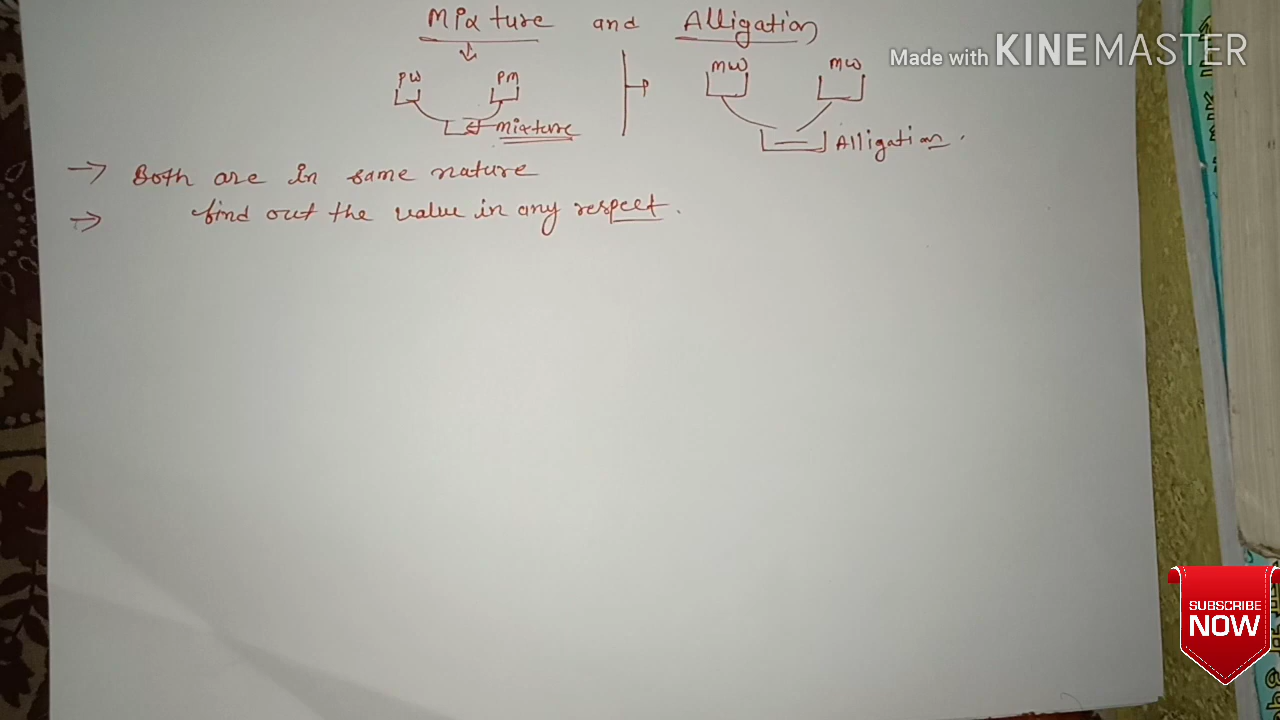 Mixture and Alligation
Made with KINEMASTER
PW PM
MW MW
mixture
Alligation.
→ Both are in same nature
→ find out the value in any respect.
SUBSCRIBE
NOW